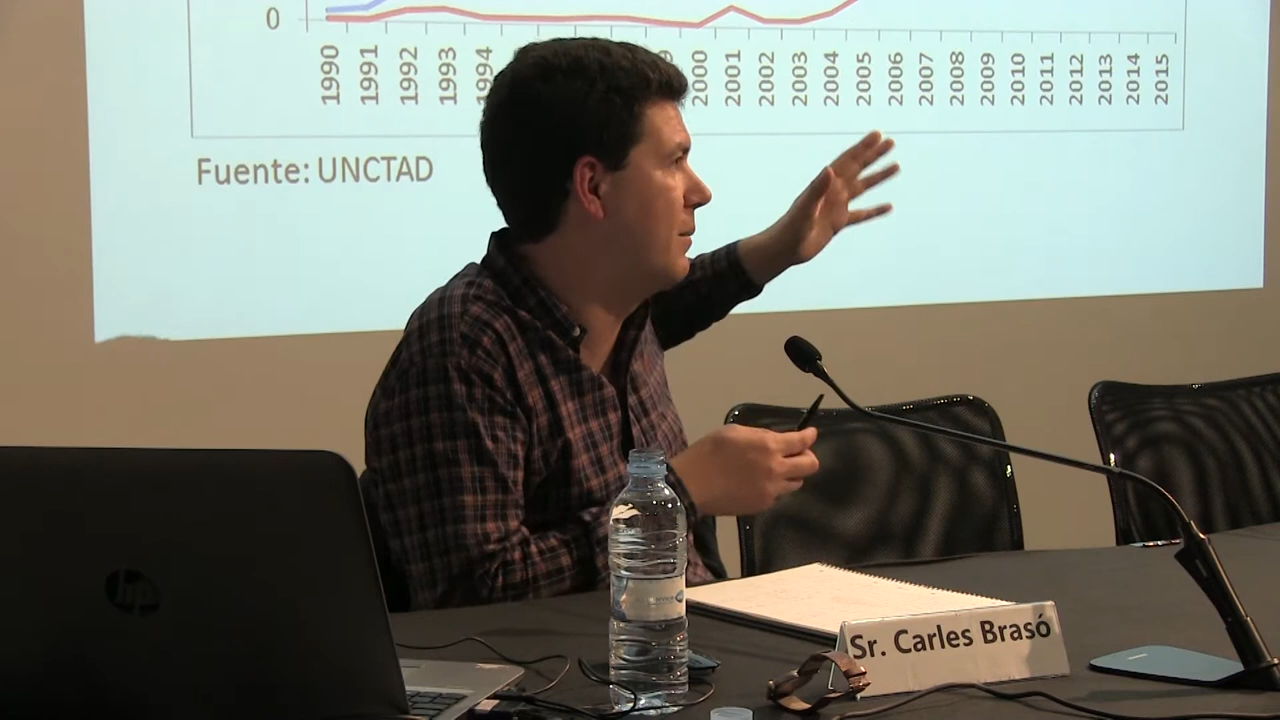 0
1990 1991 1992 1993 1994 2000 2001 2002 2003 2004 2005 2006 2007 2008 2009 2010 2011 2012 2013 2014 2015
Fuente: UNCTAD
hp
Sr. Carles Brasó